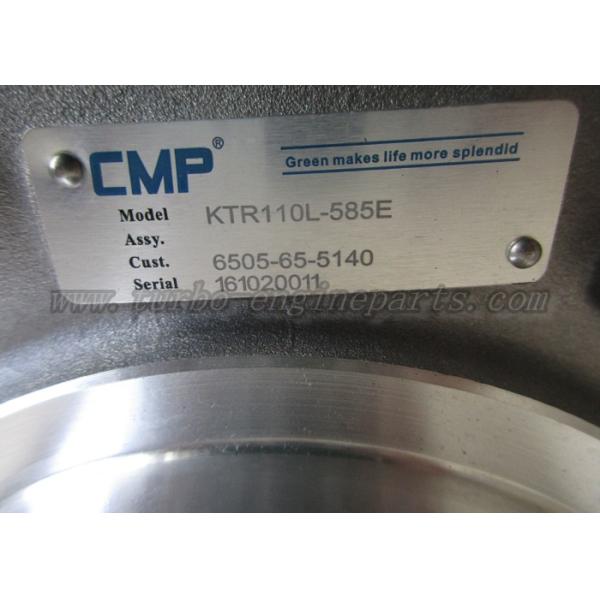 CMP®
Green makes life more splendid
Model KTR110L-585E
Assy.
Cust. 6505-65-5140
Serial 161020011
www.turbo-engineparts.com